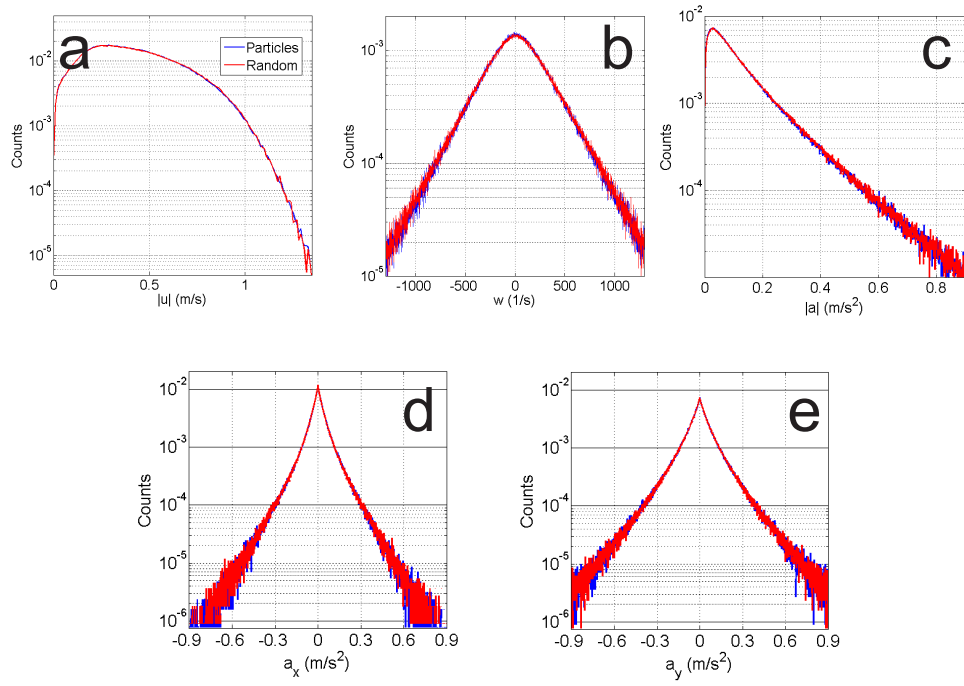 a
Particles
Random
10^-2
10^-3
10^-4
10^-5
Counts
0
0.5
1
|u| (m/s)
b
10^-3
10^-4
10^-5
Counts
-1000
-500
0
500
1000
w (1/s)
c
10^-2
10^-3
10^-4
Counts
0
0.2
0.4
0.6
0.8
|a| (m/s^2)
d
10^-2
10^-3
10^-4
10^-5
10^-6
Counts
-0.9
-0.6
-0.3
0
0.3
0.6
0.9
a_x (m/s^2)
e
10^-2
10^-3
10^-4
10^-5
10^-6
Counts
-0.9
-0.6
-0.3
0
0.3
0.6
0.9
a_y (m/s^2)